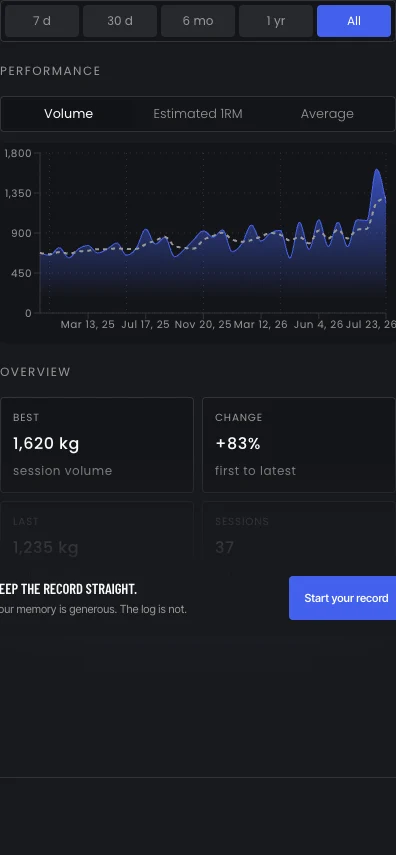 7 d 30 d 6 mo 1 yr All
PERFORMANCE
Volume Estimated 1RM Average
1,800
1,350
900
450
0
Mar 13, 25 Jul 17, 25 Nov 20, 25 Mar 12, 26 Jun 4, 26 Jul 23, 26
OVERVIEW
BEST
1,620 kg
session volume
CHANGE
+83%
first to latest
LAST
1,235 kg
SESSIONS
37
EEP THE RECORD STRAIGHT.
our memory is generous. The log is not.
Start your record